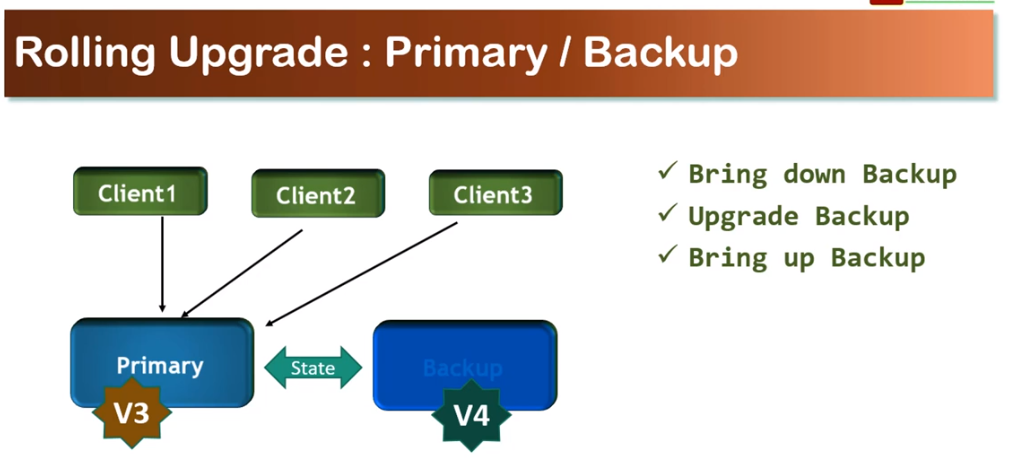 Rolling Upgrade : Primary / Backup
Client1
Client2
Client3
✓ Bring down Backup
✓ Upgrade Backup
✓ Bring up Backup
Primary
State
Backup
V3
V4